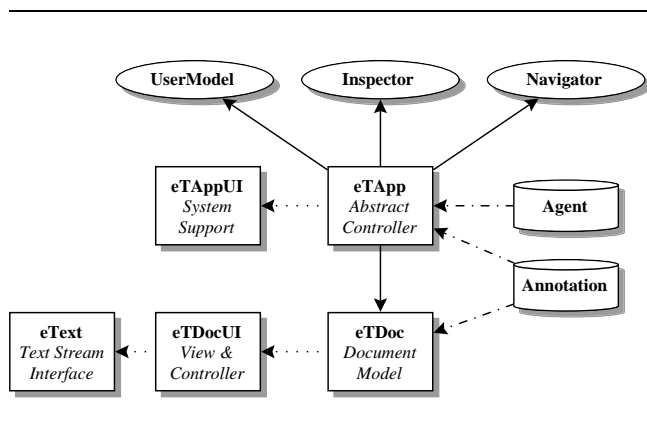 UserModel
Inspector
Navigator
eTAppUI
System
Support
eTApp
Abstract
Controller
Agent
Annotation
eText
Text Stream
Interface
eTDocUI
View &
Controller
eTDoc
Document
Model